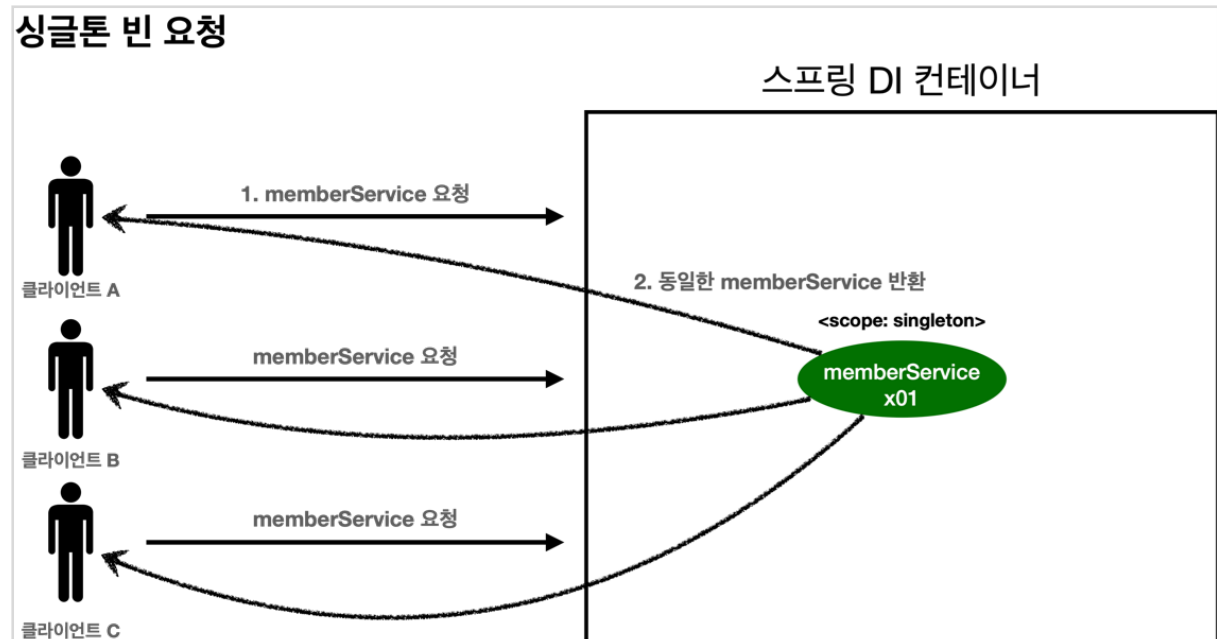 싱글톤 빈 요청
스프링 DI 컨테이너
1. memberService 요청
클라이언트 A
2. 동일한 memberService 반환
<scope: singleton>
memberService
x01
memberService 요청
클라이언트 B
memberService 요청
클라이언트 C